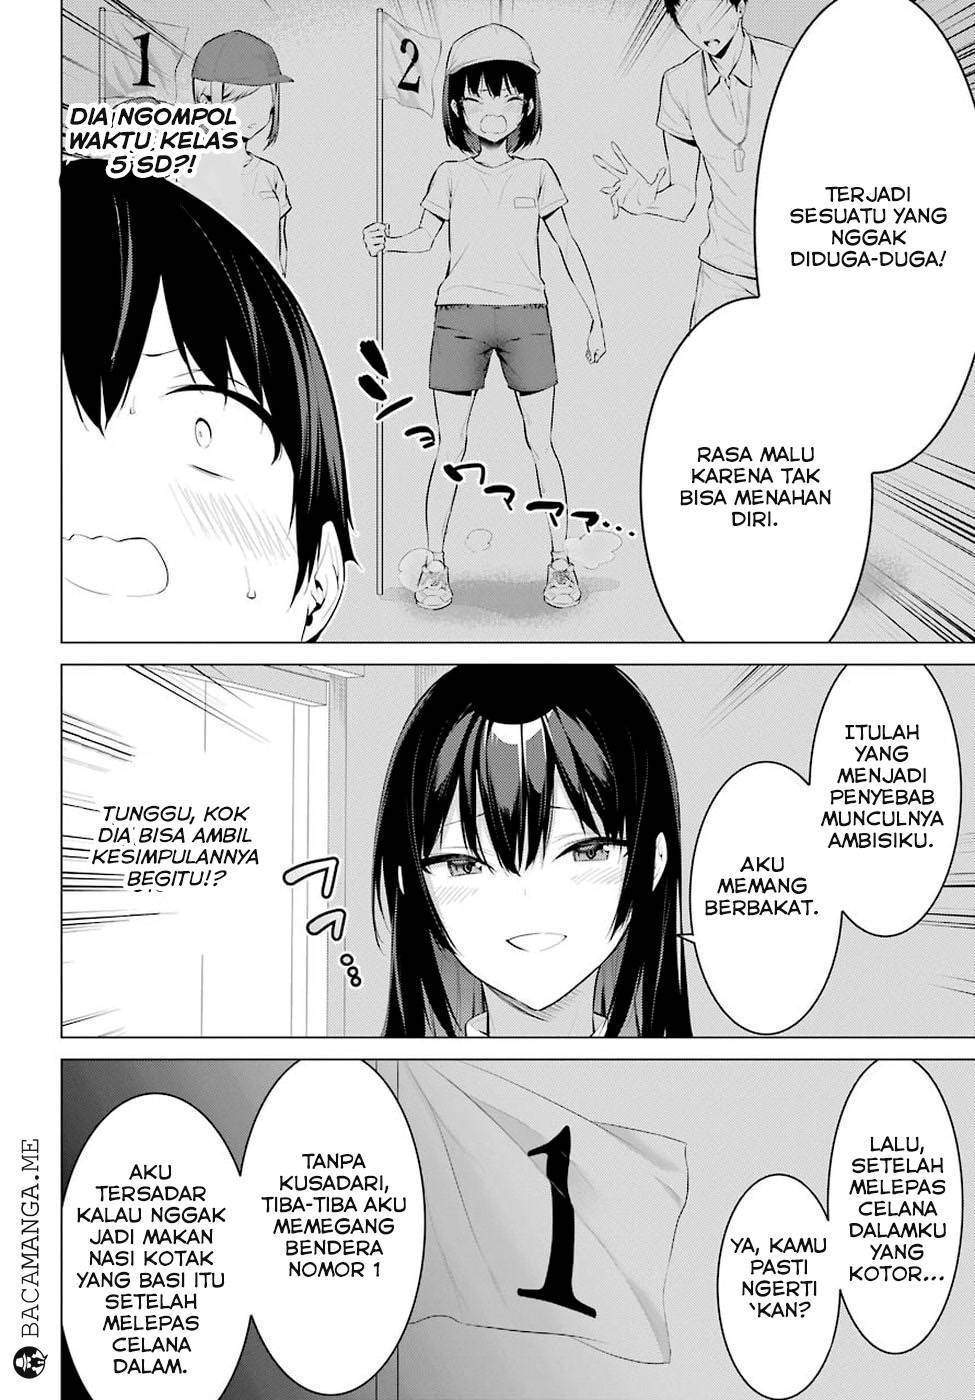 TERJADI
SESUATU YANG
NGGAK
DIDUGA-DUGA!
RASA MALU
KARENA TAK
BISA MENAHAN
DIRI.
1
2
DIA NGOMPOL
WAKTU KELAS
5 SD?!
ITULAH
YANG
MENJADI
PENYEBAB
MUNCULNYA
AMBISIKU.
AKU
MEMANG
BERBAKAT.
TUNGGU, KOK
DIA BISA AMBIL
KESIMPULANNYA
BEGITU!?
LALU,
SETELAH
MELEPAS
CELANA
DALAMKU
YANG
KOTOR...
YA, KAMU
PASTI
NGERTI
'KAN?
1
TANPA
KUSADARI,
TIBA-TIBA AKU
MEMEGANG
BENDERA
NOMOR 1
AKU
TERSADAR
KALAU NGGAK
JADI MAKAN
NASI KOTAK
YANG BASI ITU
SETELAH
MELEPAS
CELANA
DALAM.
BACAMANGA.ME